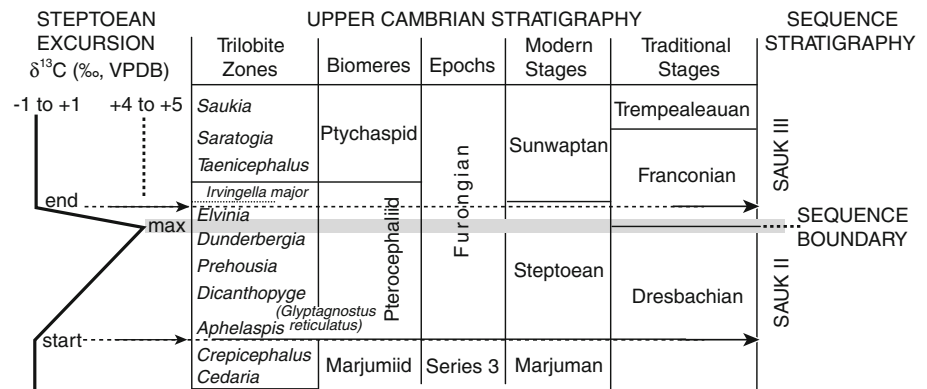 STEPTOEAN
EXCURSION
δ13C (‰, VPDB)
-1 to +1 +4 to +5
end
max
start
UPPER CAMBRIAN STRATIGRAPHY
Trilobite
Zones
Biomeres
Epochs
Modern
Stages
Traditional
Stages
Saukia
Saratogia
Taenicephalus
Irvingella major
Elvinia
Dunderbergia
Prehousia
Dicanthopyge
(Glyptagnostus
Aphelaspis reticulatus)
Crepicephalus
Cedaria
Ptychaspid
Pterocephaliid
Marjumiid
Furongian
Series 3
Sunwaptan
Steptoean
Marjuman
Trempealeauan
Franconian
Dresbachian
SEQUENCE
STRATIGRAPHY
SAUK III
SEQUENCE
BOUNDARY
SAUK II